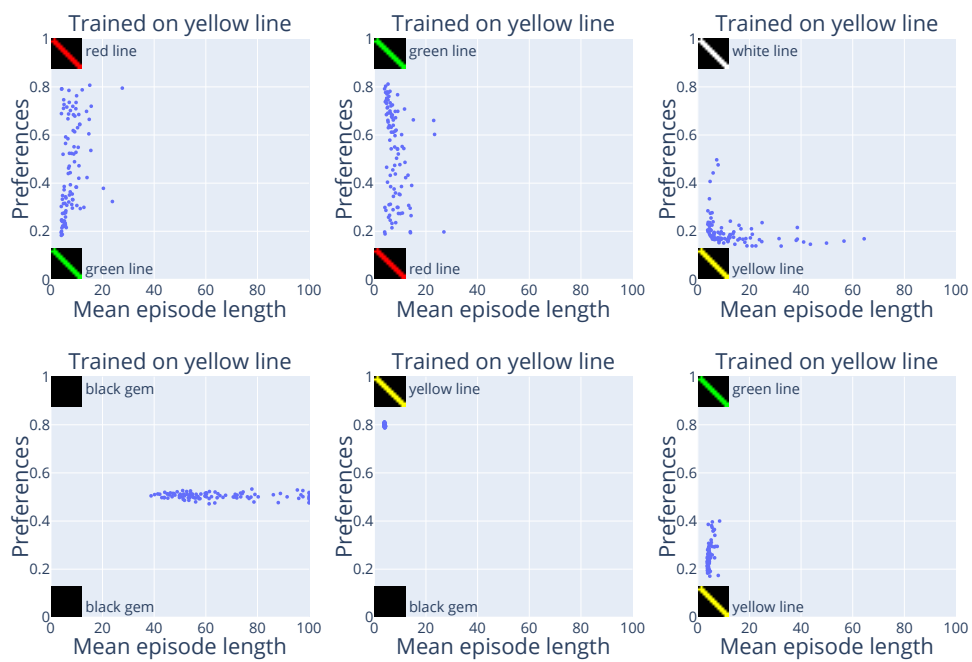 Trained on yellow line
Preferences
1
0.8
0.6
0.4
0.2
0
red line
green line
0 20 40 60 80 100
Mean episode length
Trained on yellow line
Preferences
1
0.8
0.6
0.4
0.2
0
green line
red line
0 20 40 60 80 100
Mean episode length
Trained on yellow line
Preferences
1
0.8
0.6
0.4
0.2
0
white line
yellow line
0 20 40 60 80 100
Mean episode length
Trained on yellow line
Preferences
1
0.8
0.6
0.4
0.2
0
black gem
black gem
0 20 40 60 80 100
Mean episode length
Trained on yellow line
Preferences
1
0.8
0.6
0.4
0.2
0
yellow line
black gem
0 20 40 60 80 100
Mean episode length
Trained on yellow line
Preferences
1
0.8
0.6
0.4
0.2
0
green line
yellow line
0 20 40 60 80 100
Mean episode length